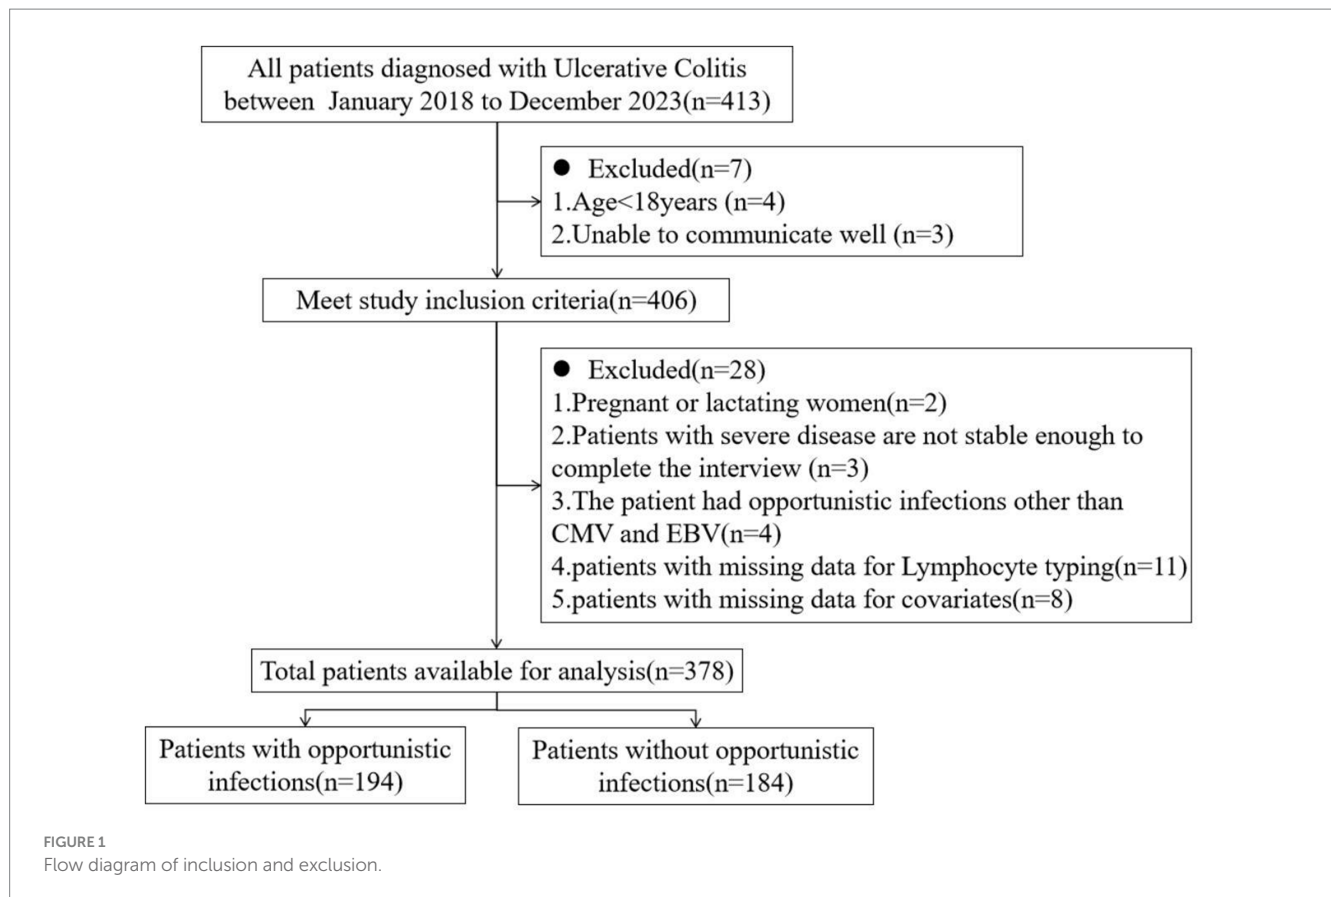 All patients diagnosed with Ulcerative Colitis
between January 2018 to December 2023(n=413)
● Excluded(n=7)
1.Age<18years (n=4)
2.Unable to communicate well (n=3)
Meet study inclusion criteria(n=406)
● Excluded(n=28)
1.Pregnant or lactating women(n=2)
2.Patients with severe disease are not stable enough to
complete the interview (n=3)
3.The patient had opportunistic infections other than
CMV and EBV(n=4)
4.patients with missing data for Lymphocyte typing(n=11)
5.patients with missing data for covariates(n=8)
Total patients available for analysis(n=378)
Patients with opportunistic
infections(n=194)
Patients without opportunistic
infections(n=184)
FIGURE 1
Flow diagram of inclusion and exclusion.